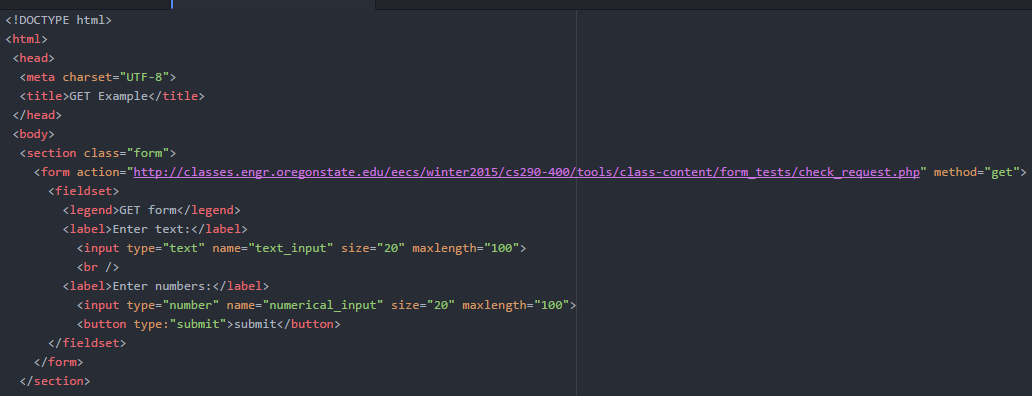 <!DOCTYPE html>
<html>
<head>
<meta charset="UTF-8">
<title>GET Example</title>
</head>
<body>
<section class="form">
<form action="http://classes.engr.oregonstate.edu/eecs/winter2015/cs290-400/tools/class-content/form_tests/check_request.php" method="get">
<fieldset>
<legend>GET form</legend>
<label>Enter text:</label>
<input type="text" name="text_input" size="20" maxlength="100">
<br />
<label>Enter numbers:</label>
<input type="number" name="numerical_input" size="20" maxlength="100">
<button type:"submit">submit</button>
</fieldset>
</form>
</section>